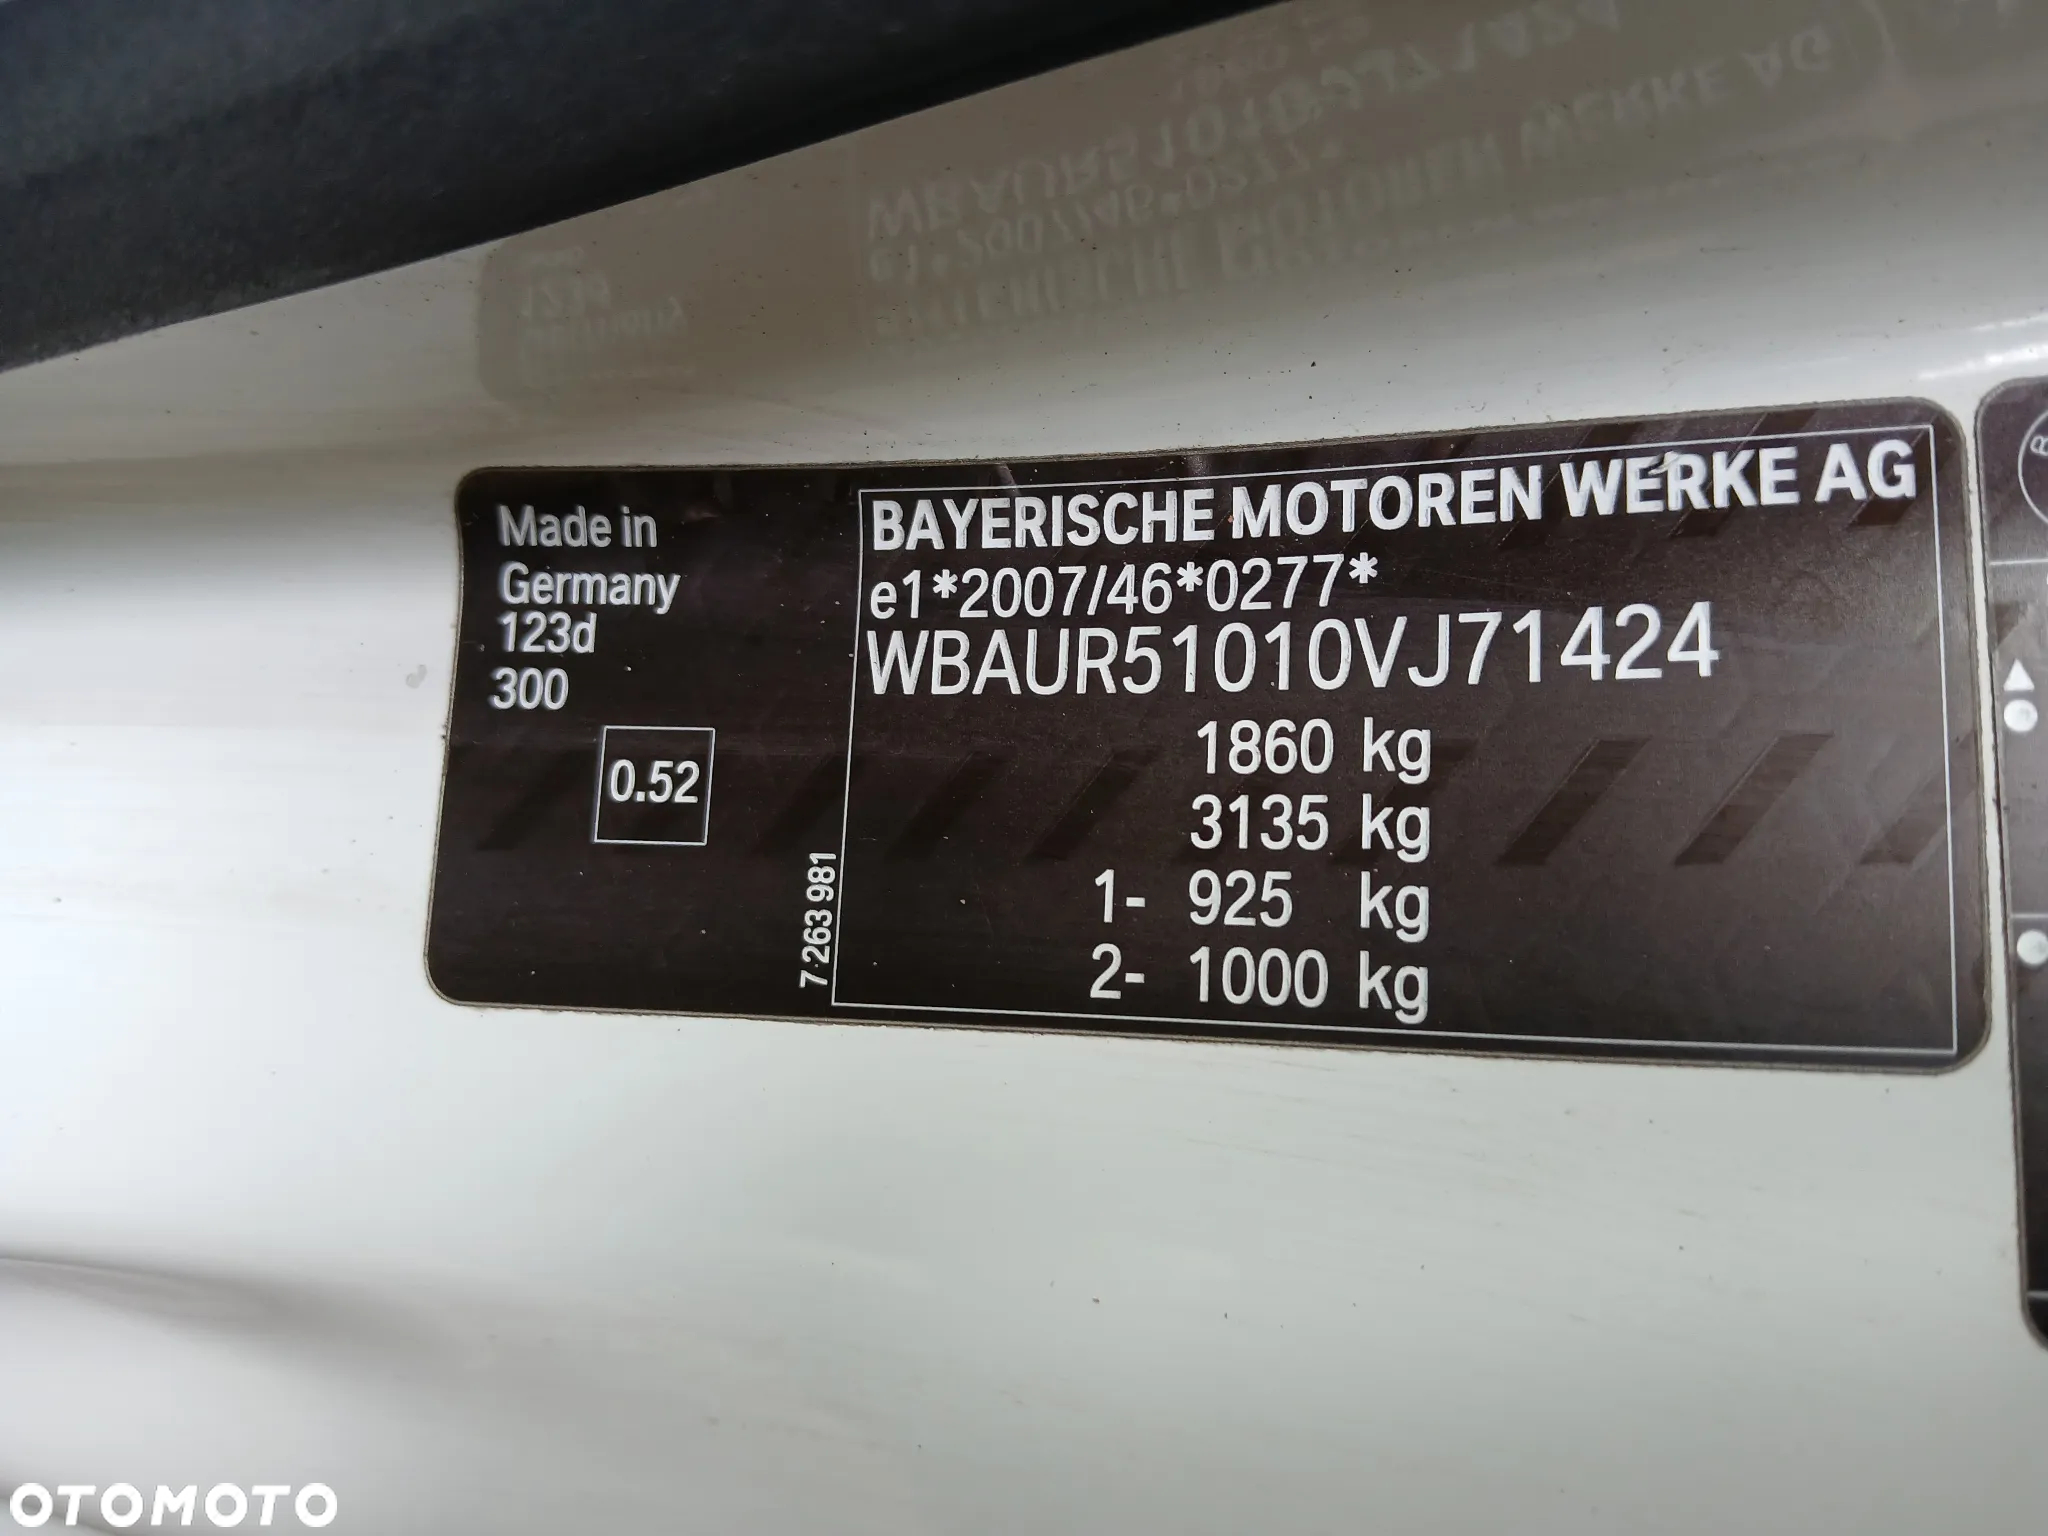 Made in
Germany
123d
300
0.52
7 263 981
BAYERISCHE MOTOREN WERKE AG
e1*2007/46*0277*
WBAUR51010VJ71424
1860 kg
3135 kg
1- 925 kg
2- 1000 kg
OTOMOTO